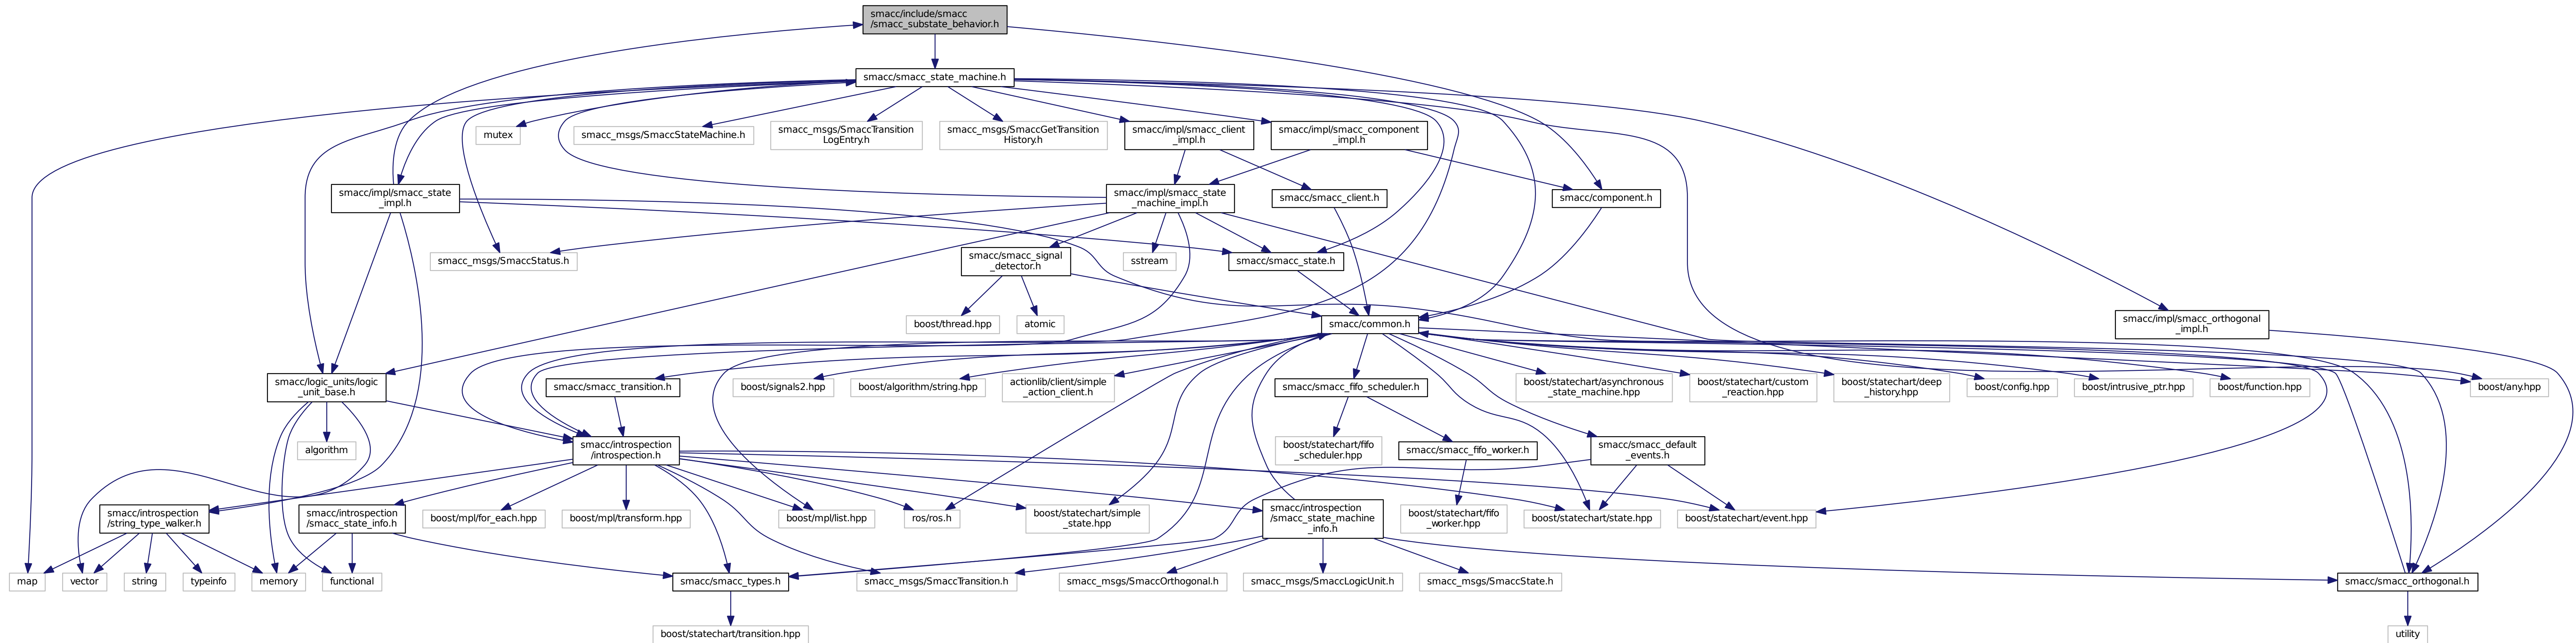 smacc/include/smacc
/smacc_substate_behavior.h
smacc/smacc_state_machine.h
mutex
smacc_msgs/SmaccStateMachine.h
smacc_msgs/SmaccTransition
LogEntry.h
smacc_msgs/SmaccGetTransition
History.h
smacc/impl/smacc_client
_impl.h
smacc/impl/smacc_component
_impl.h
smacc/impl/smacc_state
_impl.h
smacc/impl/smacc_state
_machine_impl.h
smacc/smacc_client.h
smacc/component.h
smacc_msgs/SmaccStatus.h
smacc/smacc_signal
_detector.h
sstream
smacc/smacc_state.h
boost/thread.hpp
atomic
smacc/common.h
smacc/impl/smacc_orthogonal
_impl.h
smacc/logic_units/logic
_unit_base.h
smacc/smacc_transition.h
boost/signals2.hpp
boost/algorithm/string.hpp
actionlib/client/simple
_action_client.h
smacc/smacc_fifo_scheduler.h
boost/statechart/asynchronous
_state_machine.hpp
boost/statechart/custom
_reaction.hpp
boost/statechart/deep
_history.hpp
boost/config.hpp
boost/intrusive_ptr.hpp
boost/function.hpp
boost/any.hpp
algorithm
smacc/introspection
/introspection.h
boost/statechart/fifo
_scheduler.hpp
smacc/smacc_fifo_worker.h
smacc/smacc_default
_events.h
smacc/introspection
/string_type_walker.h
smacc/introspection
/smacc_state_info.h
boost/mpl/for_each.hpp
boost/mpl/transform.hpp
boost/mpl/list.hpp
ros/ros.h
boost/statechart/simple
_state.hpp
smacc/introspection
/smacc_state_machine
_info.h
boost/statechart/fifo
_worker.hpp
boost/statechart/state.hpp
boost/statechart/event.hpp
map
vector
string
typeinfo
memory
functional
smacc/smacc_types.h
smacc_msgs/SmaccTransition.h
smacc_msgs/SmaccOrthogonal.h
smacc_msgs/SmaccLogicUnit.h
smacc_msgs/SmaccState.h
smacc/smacc_orthogonal.h
boost/statechart/transition.hpp
utility